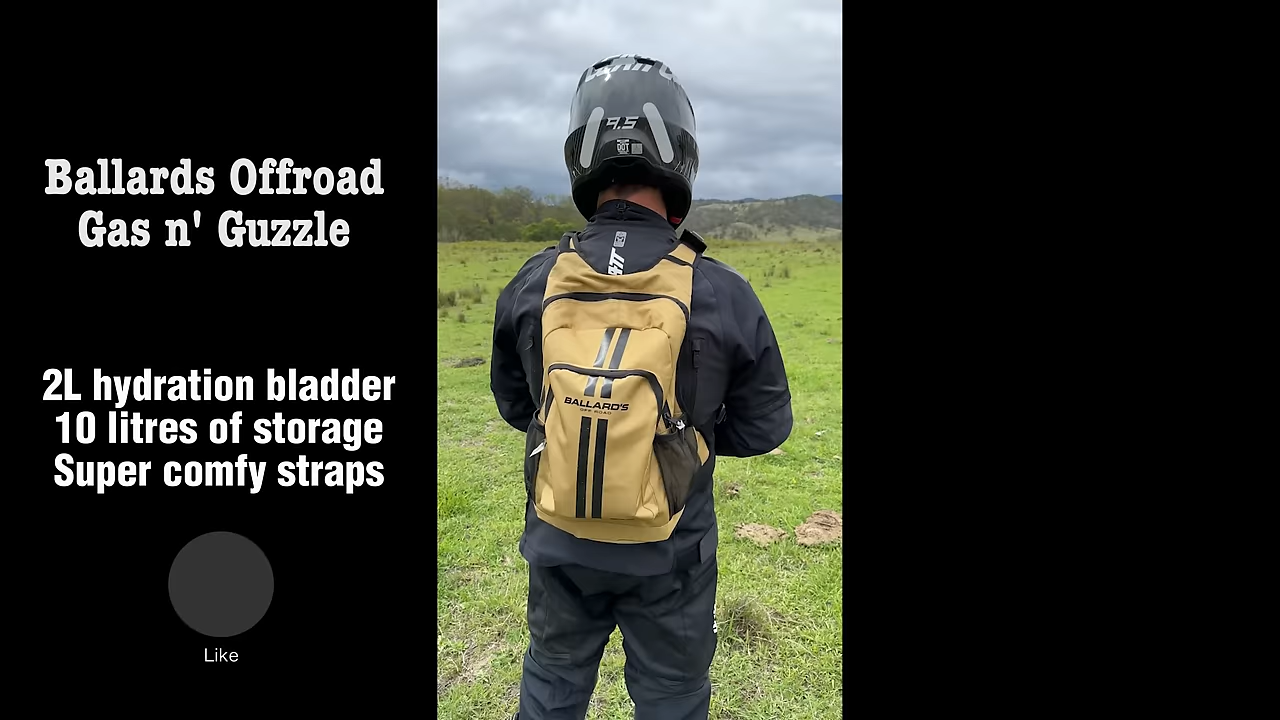 Ballards Offroad
Gas n' Guzzle
2L hydration bladder
10 litres of storage
Super comfy straps
Like
9.5
DOT
BALLARD'S
OFF ROAD